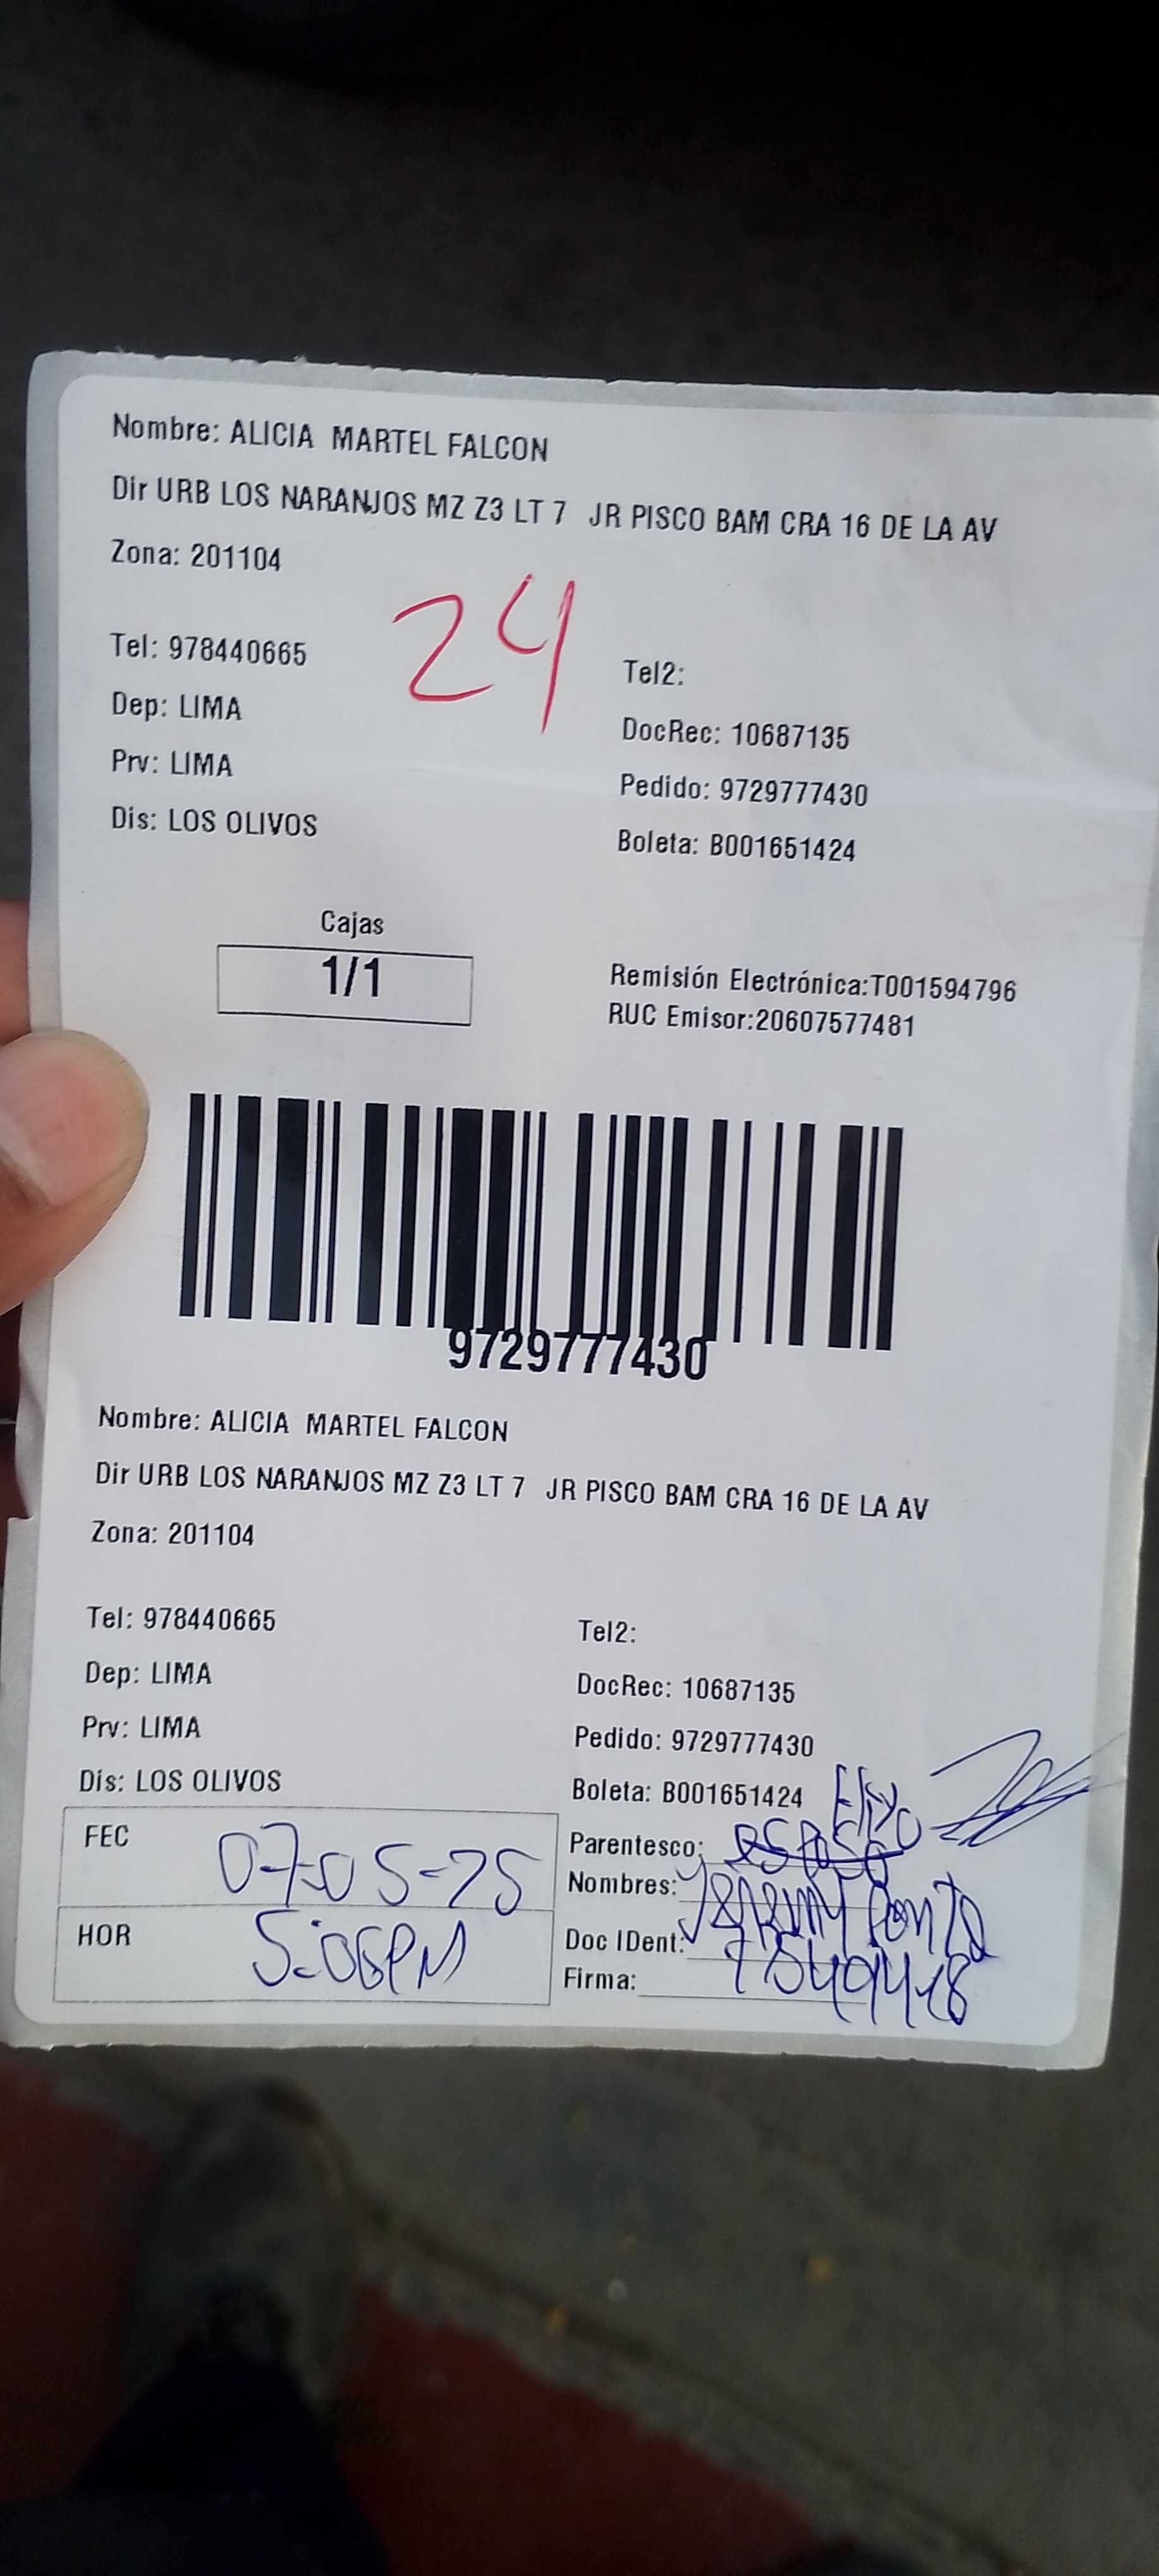 Nombre: ALICIA MARTEL FALCON
Dir URB LOS NARANJOS MZ Z3 LT 7 JR PISCO BAM CRA 16 DE LA AV
Zona: 201104
24
Tel: 978440665
Tel2:
Dep: LIMA
DocRec: 10687135
Prv: LIMA
Pedido: 9729777430
Dis: LOS OLIVOS
Boleta: B001651424
Cajas
1/1
Remisión Electrónica:T001594796
RUC Emisor:20607577481
9729777430
Nombre: ALICIA MARTEL FALCON
Dir URB LOS NARANJOS MZ Z3 LT 7 JR PISCO BAM CRA 16 DE LA AV
Zona: 201104
Tel: 978440665
Tel2:
Dep: LIMA
DocRec: 10687135
Prv: LIMA
Pedido: 9729777430
Dis: LOS OLIVOS
Boleta: B001651424
FEC 07-05-25
Parentesco: esposo
Nombres:
HOR 5:06PM
Doc IDent:
Firma: